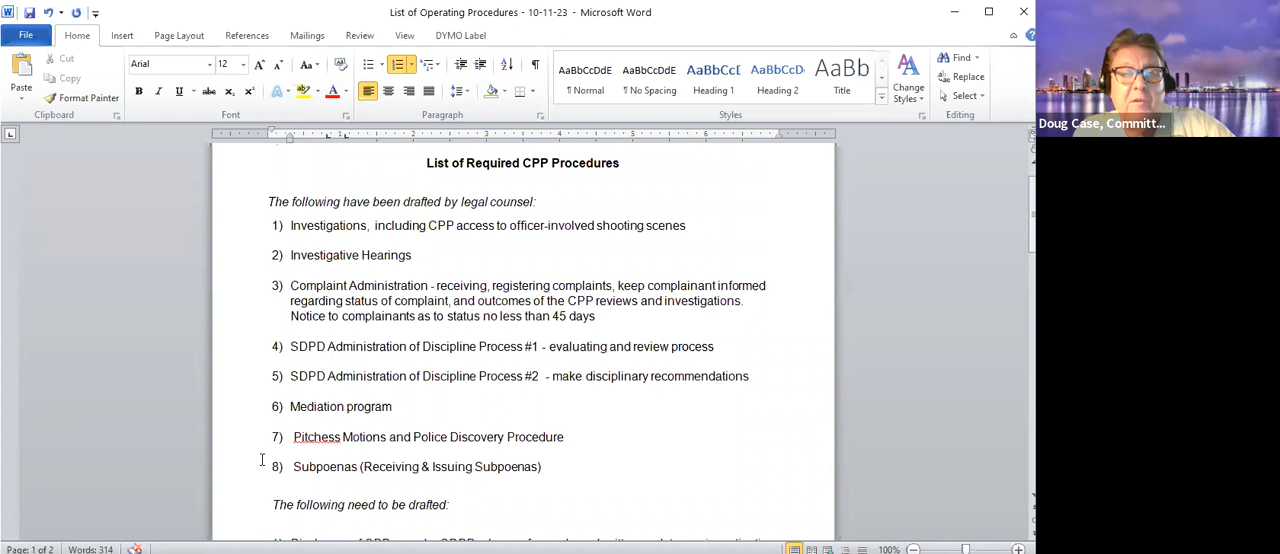 List of Operating Procedures - 10-11-23 - Microsoft Word
File Home Insert Page Layout References Mailings Review View DYMO Label
Paste
Cut
Copy
Format Painter
Clipboard
Arial 12
Font
Paragraph
AaBbCcDdE AaBbCcDdE AaBbC AaBbCcD AaBb
¶ Normal ¶ No Spacing Heading 1 Heading 2 Title
Change Styles
Styles
Find
Replace
Select
Editing
Doug Case, Committ...
1 2 3 4 5 6
List of Required CPP Procedures
The following have been drafted by legal counsel:
1) Investigations, including CPP access to officer-involved shooting scenes
2) Investigative Hearings
3) Complaint Administration - receiving, registering complaints, keep complainant informed
regarding status of complaint, and outcomes of the CPP reviews and investigations.
Notice to complainants as to status no less than 45 days
4) SDPD Administration of Discipline Process #1 - evaluating and review process
5) SDPD Administration of Discipline Process #2 - make disciplinary recommendations
6) Mediation program
7) Pitchess Motions and Police Discovery Procedure
8) Subpoenas (Receiving & Issuing Subpoenas)
The following need to be drafted:
Page: 1 of 2 Words: 314 100%